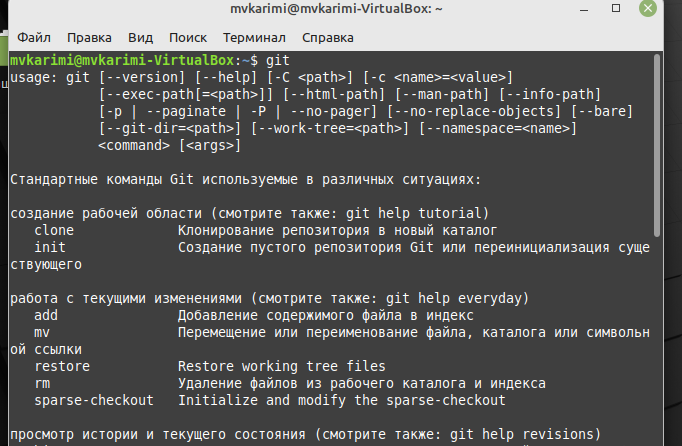 mvkarimi@mvkarimi-VirtualBox: ~
Файл Правка Вид Поиск Терминал Справка
mvkarimi@mvkarimi-VirtualBox:~$ git
usage: git [--version] [--help] [-C <path>] [-c <name>=<value>]
[--exec-path[=<path>]] [--html-path] [--man-path] [--info-path]
[-p | --paginate | -P | --no-pager] [--no-replace-objects] [--bare]
[--git-dir=<path>] [--work-tree=<path>] [--namespace=<name>]
<command> [<args>]
Стандартные команды Git используемые в различных ситуациях:
создание рабочей области (смотрите также: git help tutorial)
clone Клонирование репозитория в новый каталог
init Создание пустого репозитория Git или переинициализация суще
ствующего
работа с текущими изменениями (смотрите также: git help everyday)
add Добавление содержимого файла в индекс
mv Перемещение или переименование файла, каталога или символьн
ой ссылки
restore Restore working tree files
rm Удаление файлов из рабочего каталога и индекса
sparse-checkout Initialize and modify the sparse-checkout
просмотр истории и текущего состояния (смотрите также: git help revisions)